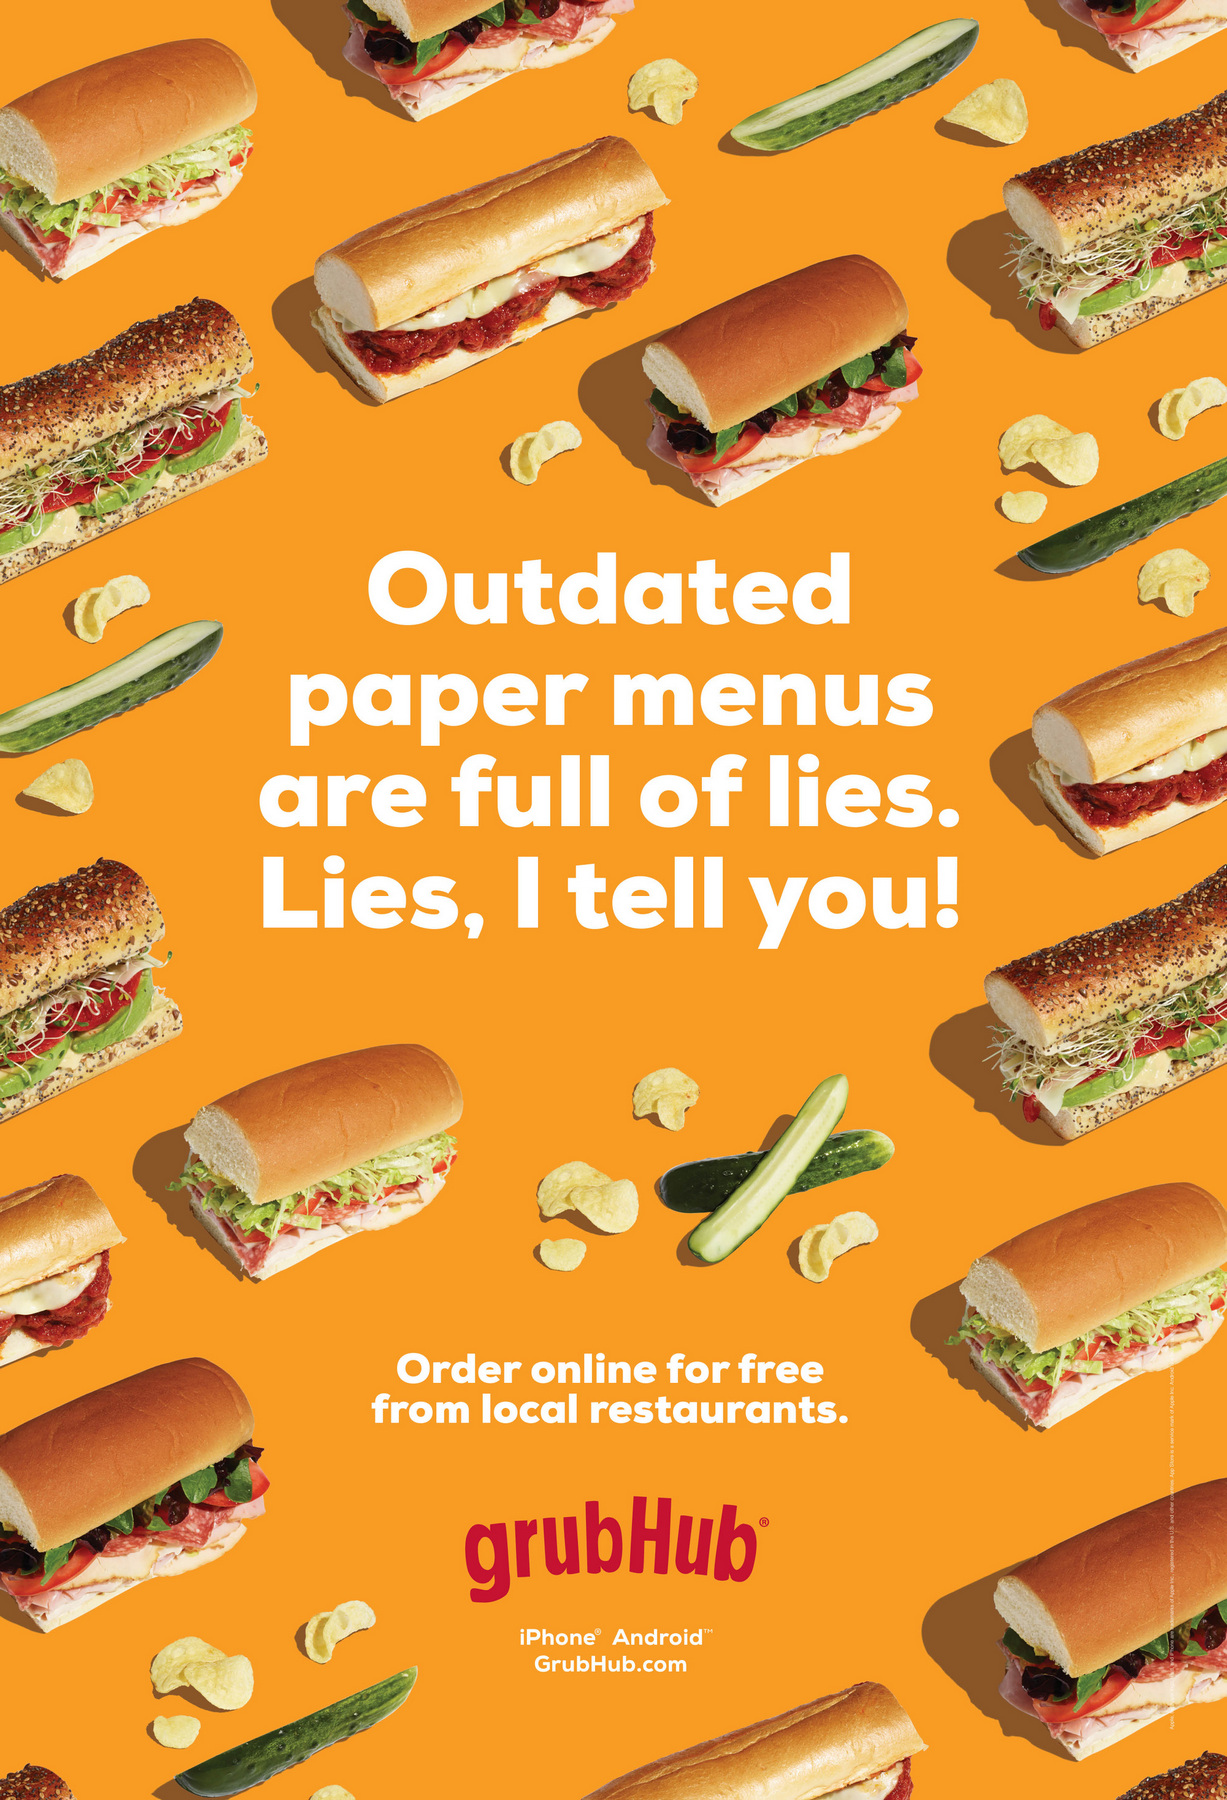 Outdated
paper menus
are full of lies.
Lies, I tell you!
Order online for free
from local restaurants.
grubHub®
iPhone® Android™
GrubHub.com